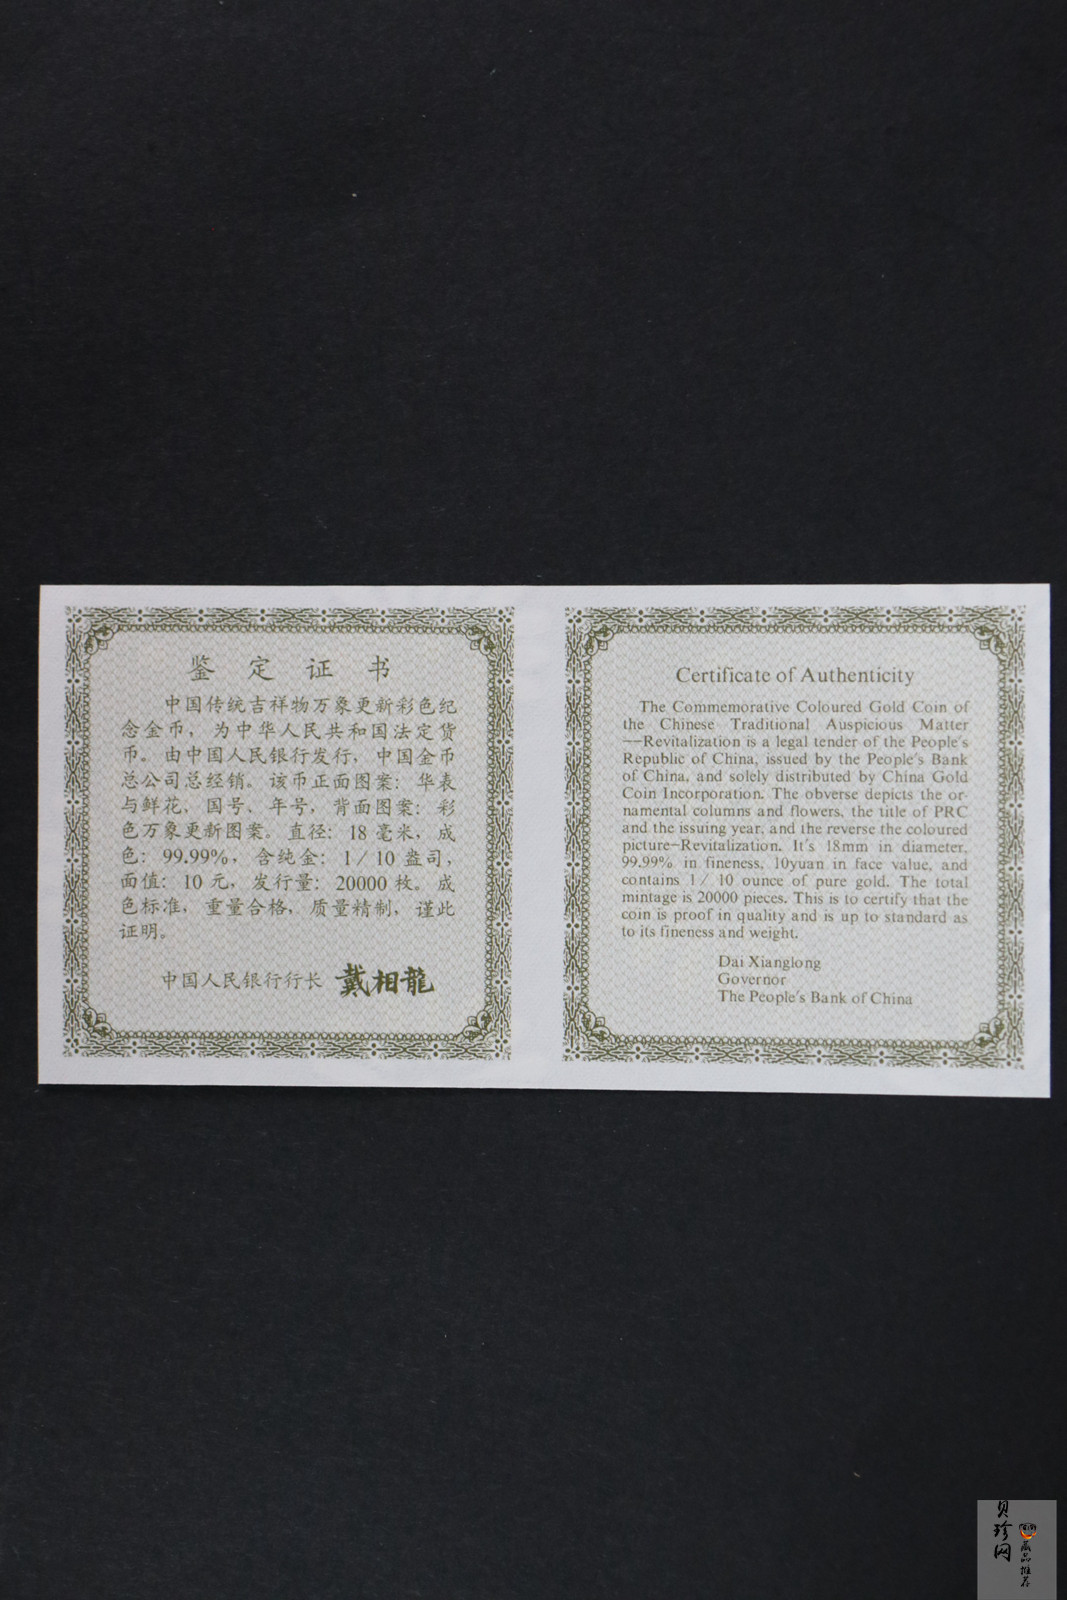 鉴定证书
中国传统吉祥物万象更新彩色纪
念金币，为中华人民共和国法定货
币。由中国人民银行发行，中国金币
总公司总经销。该币正面图案：华表
与鲜花、国号、年号，背面图案：彩
色万象更新图案。直径：18毫米，成
色：99.99%，含纯金：1/10盎司，
面值：10元，发行量：20000枚。成
色标准，重量合格，质量精制，谨此
证明。
中国人民银行行长 戴相龍
Certificate of Authenticity
The Commemorative Coloured Gold Coin of
the Chinese Traditional Auspicious Matter
—Revitalization is a legal tender of the People's
Republic of China, issued by the People's Bank
of China, and solely distributed by China Gold
Coin Incorporation. The obverse depicts the or-
namental columns and flowers, the title of PRC
and the issuing year, and the reverse the coloured
picture-Revitalization. It's 18mm in diameter,
99.99% in fineness, 10yuan in face value, and
contains 1/10 ounce of pure gold. The total
mintage is 20000 pieces. This is to certify that the
coin is proof in quality and is up to standard as
to its fineness and weight.
Dai Xianglong
Governor
The People's Bank of China
贝珍网
藏品推荐